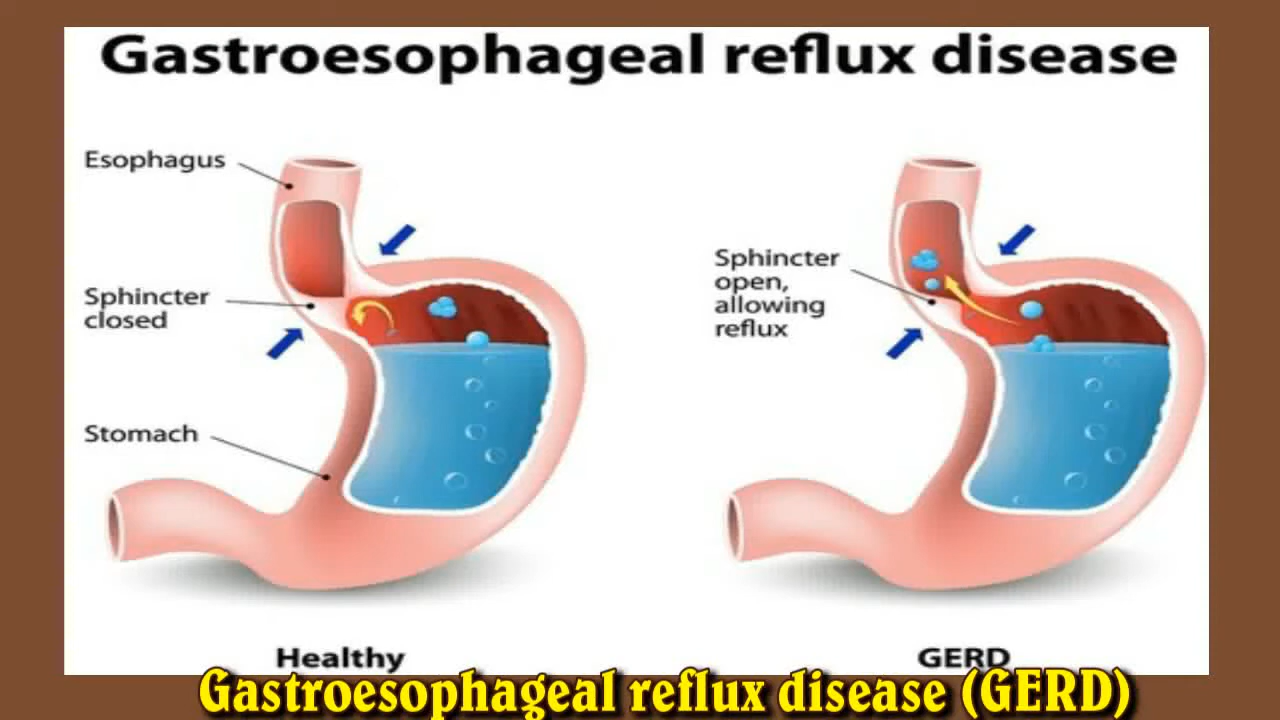 Gastroesophageal reflux disease
Esophagus
Sphincter
closed
Stomach
Sphincter
open,
allowing
reflux
Healthy
GERD
Gastroesophageal reflux disease (GERD)